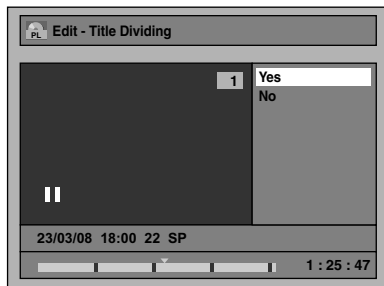 PL Edit - Title Dividing
1
Yes
No
23/03/08 18:00 22 SP
1 : 25 : 47